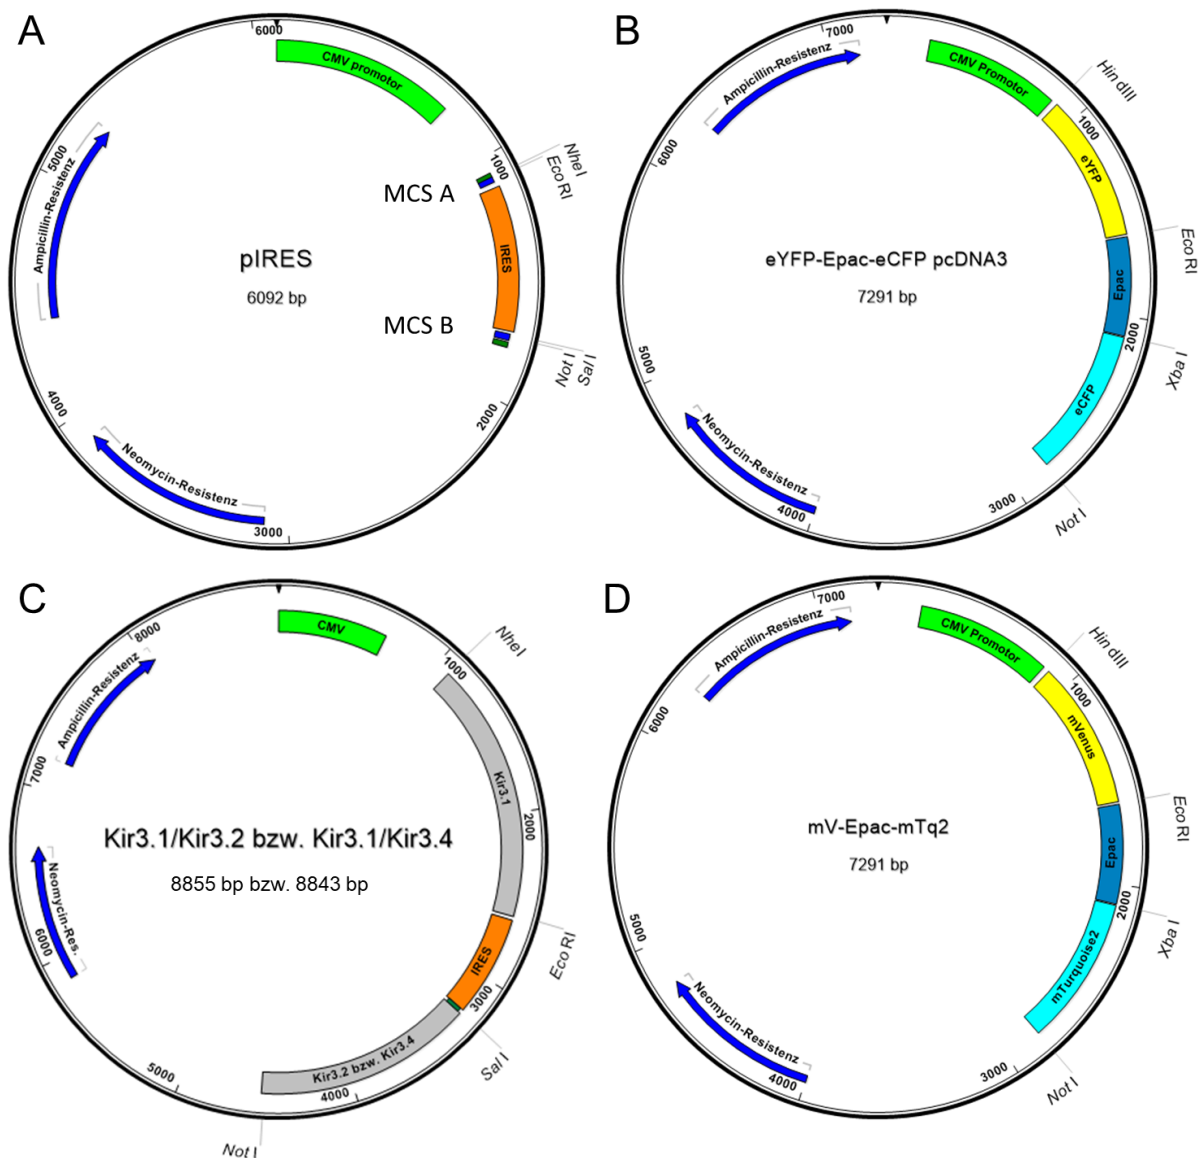 A
6000
CMV promotor
1000
NheI
EcoRI
5000
Ampicillin-Resistenz
MCS A
IRES
pIRES
6092 bp
MCS B
NotI
SalI
4000
2000
Neomycin-Resistenz
3000
B
7000
Ampicillin-Resistenz
CMV Promotor
HindIII
1000
6000
eYFP
EcoRI
eYFP-Epac-eCFP pcDNA3
7291 bp
Epac
2000
XbaI
5000
eCFP
Neomycin-Resistenz
4000
3000
NotI
C
8000
CMV
NheI
1000
Ampicillin-Resistenz
7000
Kir3.1
2000
Kir3.1/Kir3.2 bzw. Kir3.1/Kir3.4
8855 bp bzw. 8843 bp
Neomycin-Res.
6000
EcoRI
IRES
3000
SalI
Kir3.2 bzw. Kir3.4
5000
4000
NotI
D
7000
Ampicillin-Resistenz
CMV Promotor
HindIII
1000
6000
mVenus
EcoRI
mV-Epac-mTq2
7291 bp
Epac
2000
XbaI
5000
mTurquoise2
Neomycin-Resistenz
4000
3000
NotI